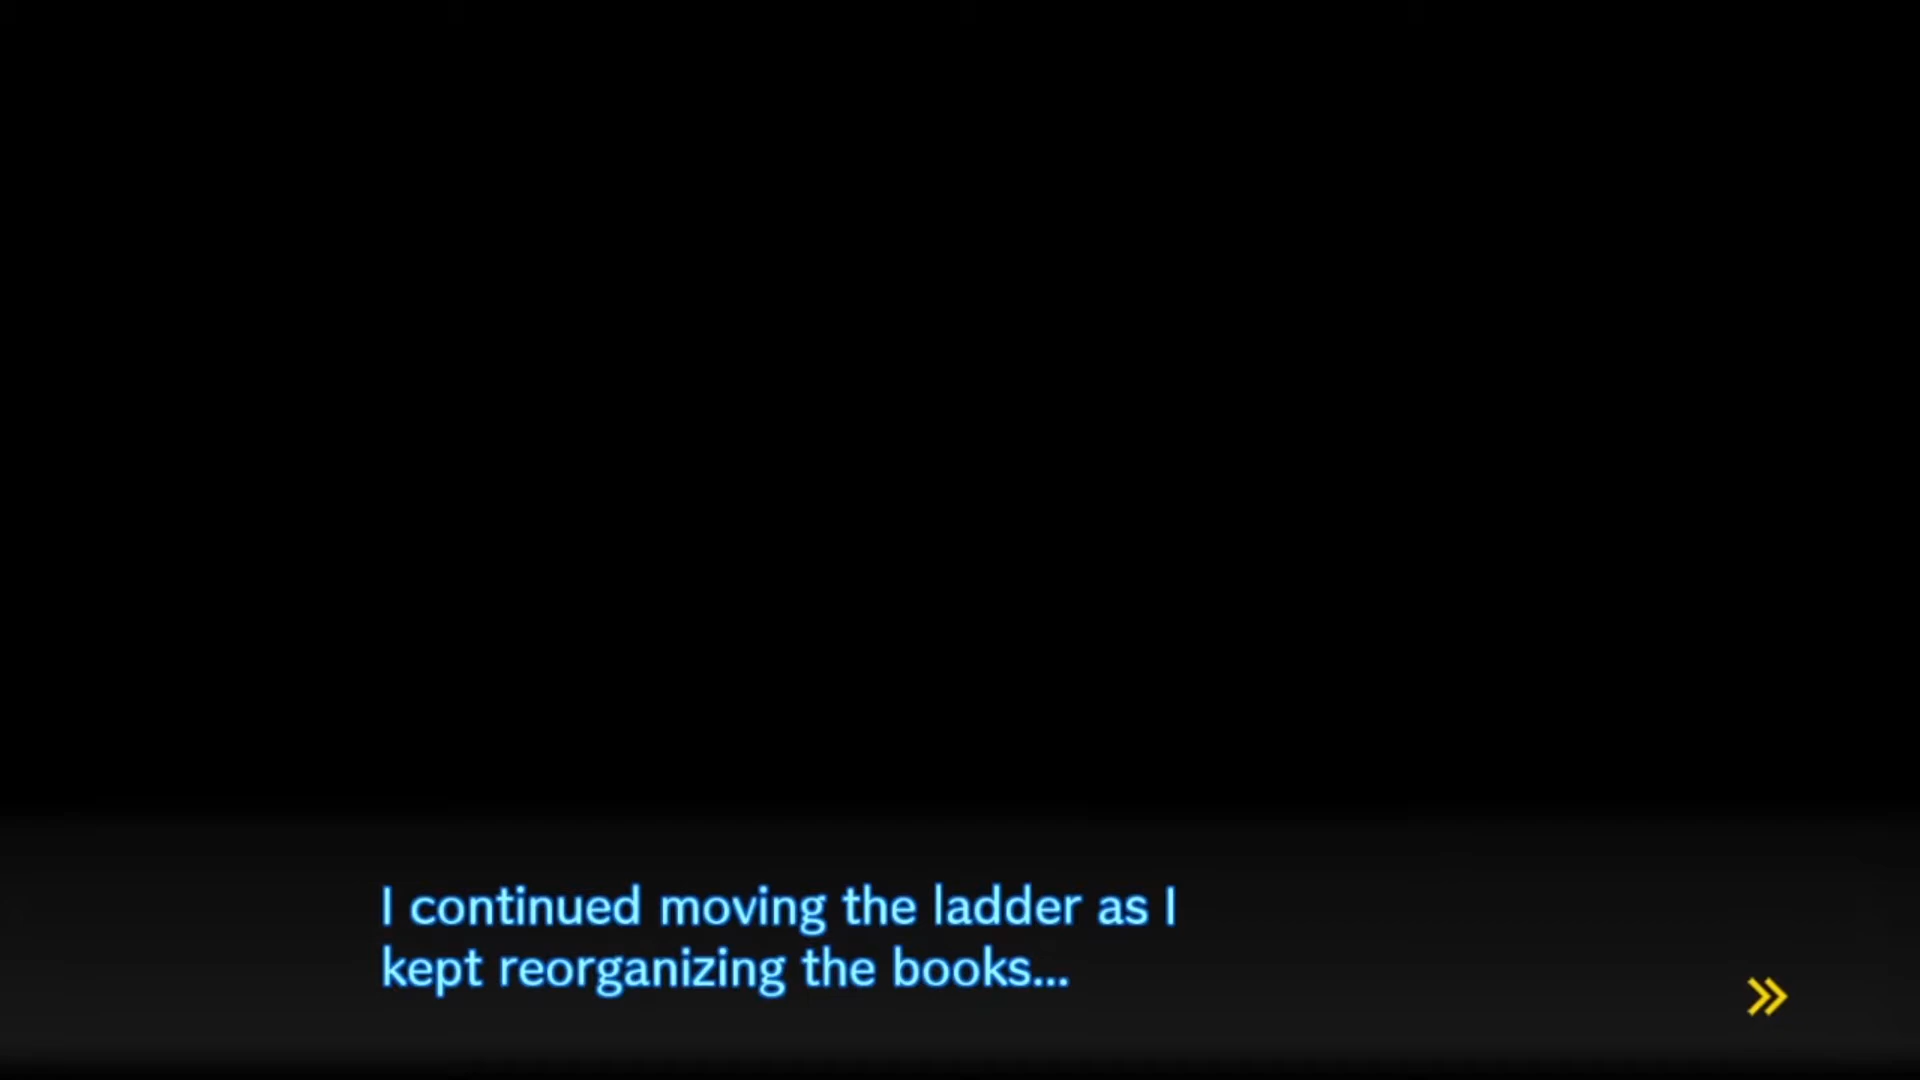 I continued moving the ladder as I
kept reorganizing the books...